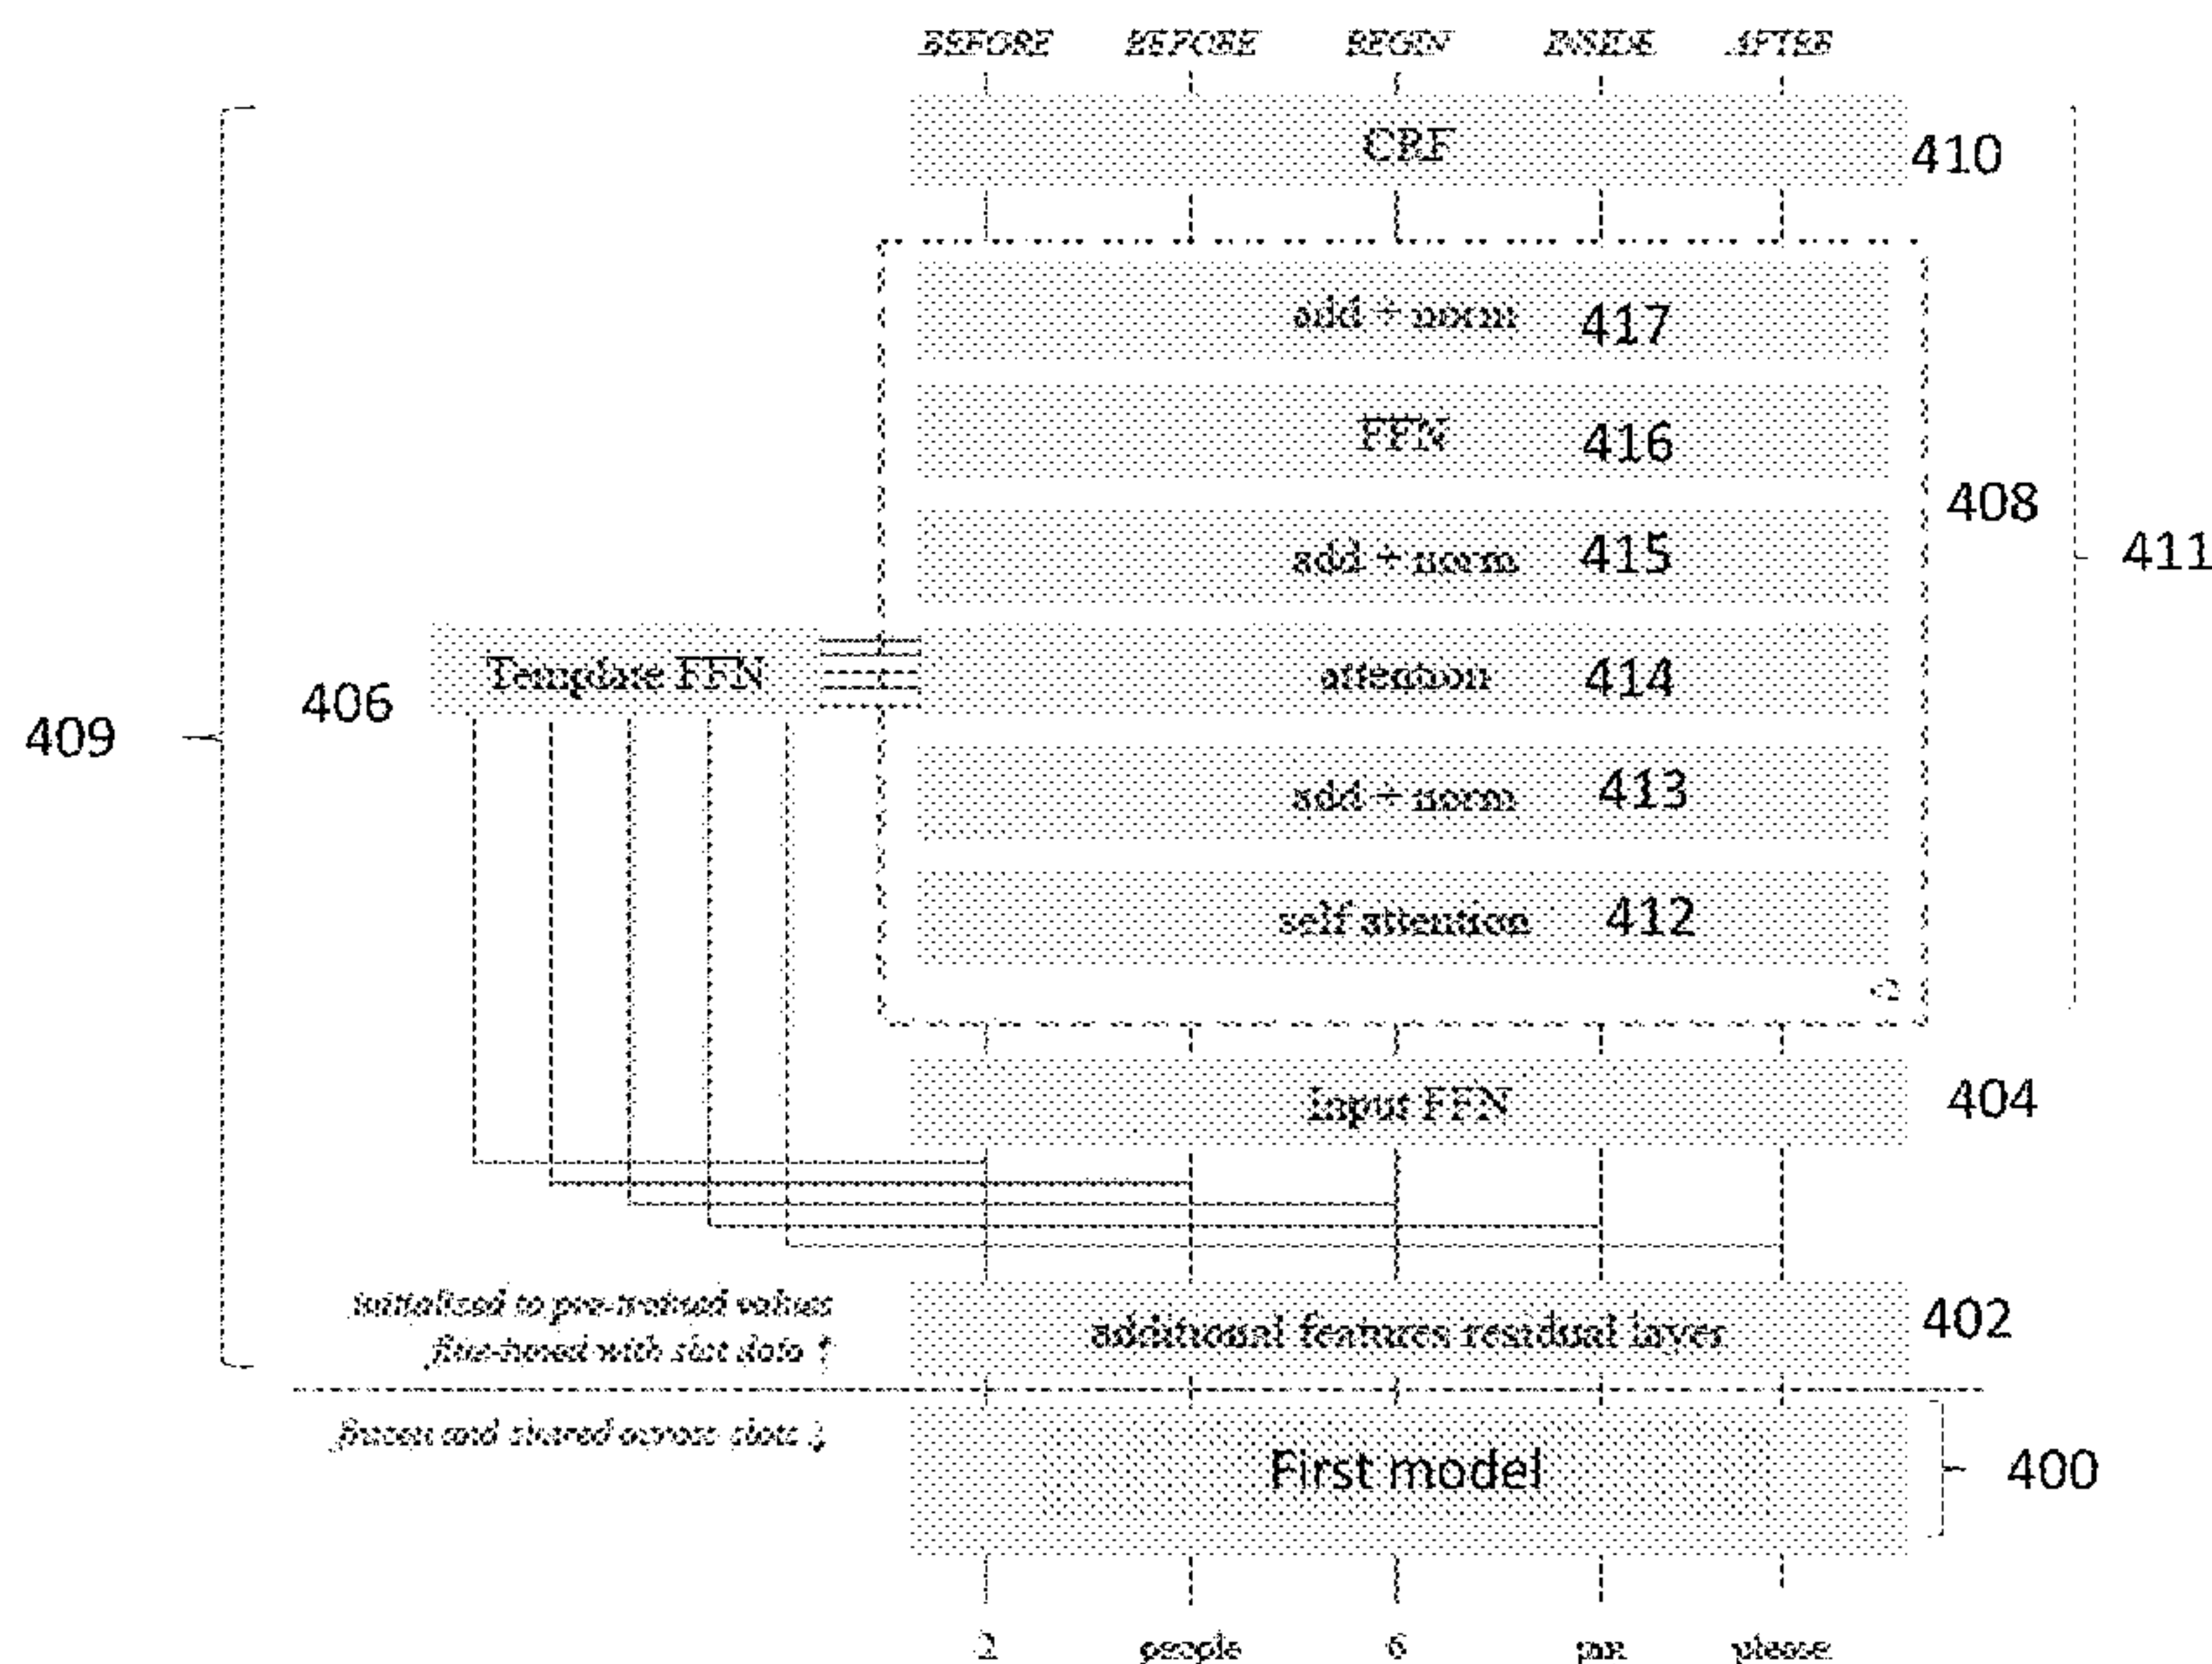 BEFORE BEFORE BEGIN INSIDE AFTER
CRF 410
add + norm 417
FFN 416
408
add + norm 415
411
Template FFN
attention 414
406
409
add + norm 413
self attention 412
×2
input FFN 404
initialized to pre-trained values
fine-tuned with slot data ↑
additional features residual layer 402
frozen and shared across slots ↓
First model 400
2 people 6 pm please